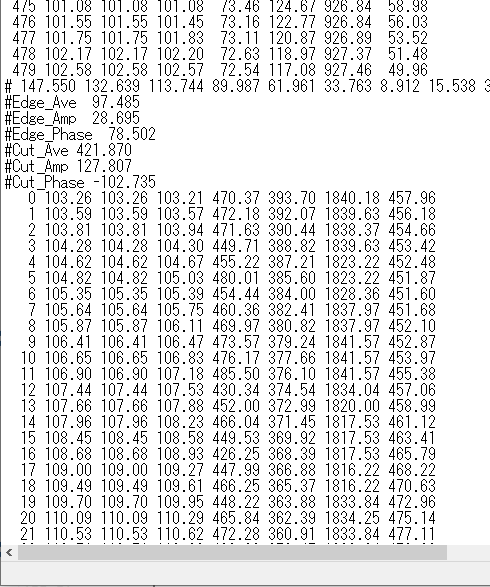 475 101.08 101.08 101.08 73.46 124.67 926.84 58.98
476 101.55 101.55 101.45 73.16 122.77 926.84 56.03
477 101.75 101.75 101.83 73.11 120.87 926.89 53.52
478 102.17 102.17 102.20 72.63 118.97 927.37 51.48
479 102.58 102.58 102.57 72.54 117.08 927.46 49.96
# 147.550 132.639 113.744 89.987 61.961 33.763 8.912 15.538 3
#Edge_Ave 97.485
#Edge_Amp 28.695
#Edge_Phase 78.502
#Cut_Ave 421.870
#Cut_Amp 127.807
#Cut_Phase -102.735
0 103.26 103.26 103.21 470.37 393.70 1840.18 457.96
1 103.59 103.59 103.57 472.18 392.07 1839.63 456.18
2 103.81 103.81 103.94 471.63 390.44 1838.37 454.66
3 104.28 104.28 104.30 449.71 388.82 1839.63 453.42
4 104.62 104.62 104.67 455.22 387.21 1823.22 452.48
5 104.82 104.82 105.03 480.01 385.60 1823.22 451.87
6 105.35 105.35 105.39 454.44 384.00 1828.36 451.60
7 105.64 105.64 105.75 460.36 382.41 1837.97 451.68
8 105.87 105.87 106.11 469.97 380.82 1837.97 452.10
9 106.41 106.41 106.47 473.57 379.24 1841.57 452.87
10 106.65 106.65 106.83 476.17 377.66 1841.57 453.97
11 106.90 106.90 107.18 485.50 376.10 1841.57 455.38
12 107.44 107.44 107.53 430.34 374.54 1834.04 457.06
13 107.66 107.66 107.88 452.00 372.99 1820.00 458.99
14 107.96 107.96 108.23 466.04 371.45 1817.53 461.12
15 108.45 108.45 108.58 449.53 369.92 1817.53 463.41
16 108.68 108.68 108.93 426.25 368.39 1817.53 465.79
17 109.00 109.00 109.27 447.99 366.88 1816.22 468.22
18 109.49 109.49 109.61 466.25 365.37 1816.22 470.63
19 109.70 109.70 109.95 448.22 363.88 1833.84 472.96
20 110.09 110.09 110.29 465.84 362.39 1834.25 475.14
21 110.53 110.53 110.62 472.28 360.91 1833.84 477.11